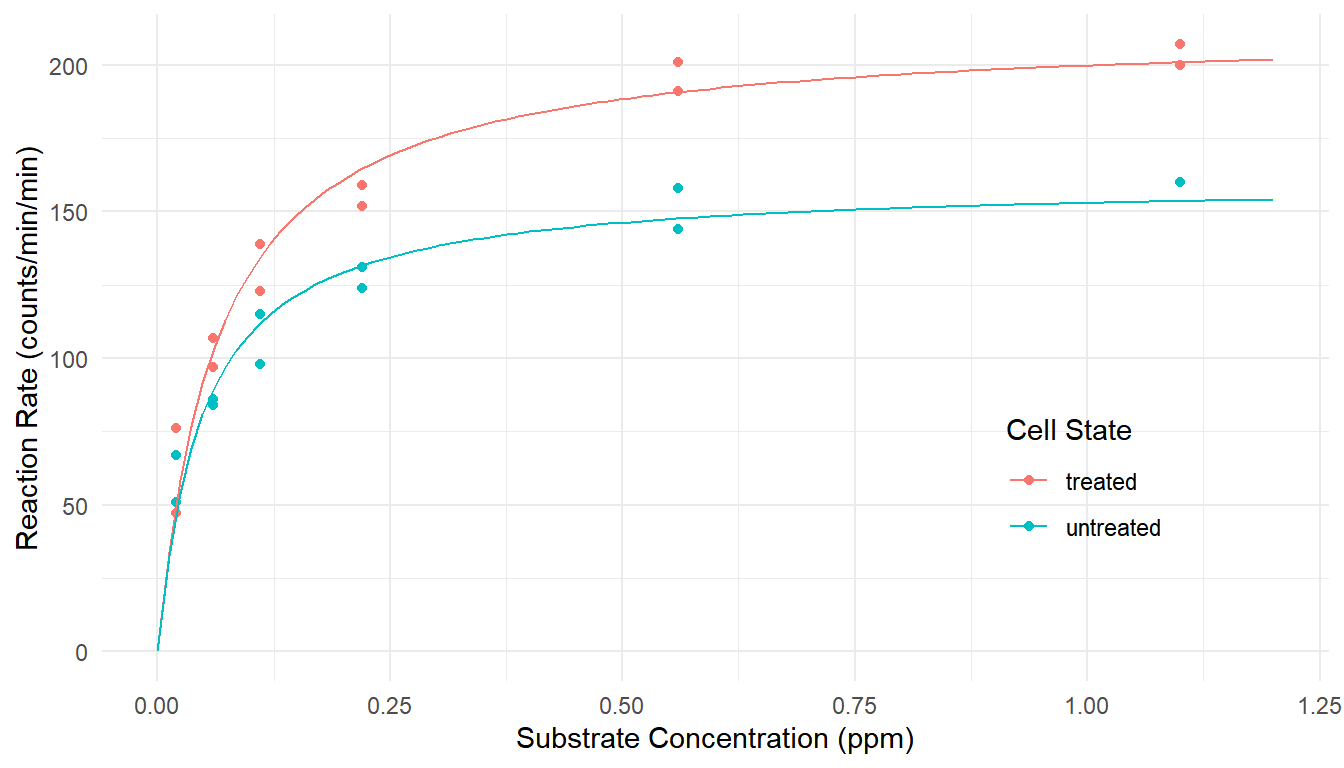 Reaction Rate (counts/min/min)
200
150
100
50
0
Cell State
treated
untreated
0.00 0.25 0.50 0.75 1.00 1.25
Substrate Concentration (ppm)